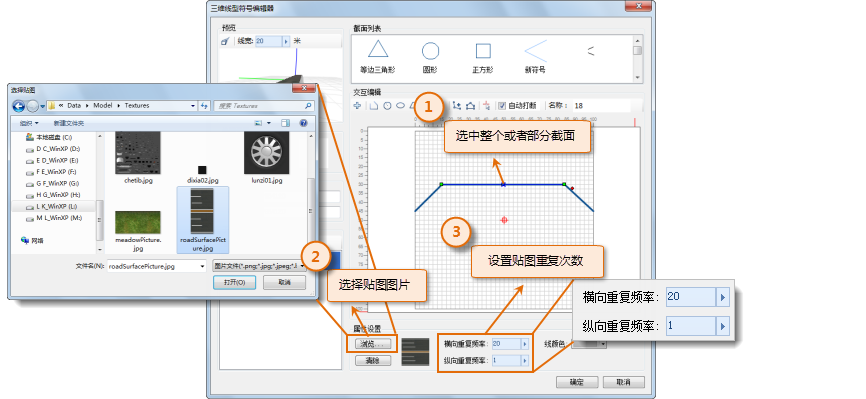 三维线型符号编辑器
预览
线宽: 20 米
截面列表
等边三角形 圆形 正方形 剖符号
交互编辑
自动打断 名称: 18
选择贴图
« Data ▸ Model ▸ Textures
搜索 Textures
组织 新建文件夹
本地磁盘 (C:)
D C_WinXP (D:)
E D_WinXP (E:)
F E_WinXP (F:)
G F_WinXP (G:)
H G_WinXP (H:)
L K_WinXP (L:)
M L_WinXP (M:)
网络
chetib.jpg
dixia02.jpg
lunzi01.jpg
meadowPicture.jpg
roadSurfacePicture.jpg
文件名(N): roadSurfacePicture.jpg
图片文件(*.png;*.jpg;*.jpeg;*.
打开(O) 取消
1
选中整个或者部分截面
2
选择贴图图片
3
设置贴图重复次数
横向重复频率: 20
纵向重复频率: 1
属性设置
浏览...
清除
横向重复频率: 20
纵向重复频率: 1
线颜色
确定 取消